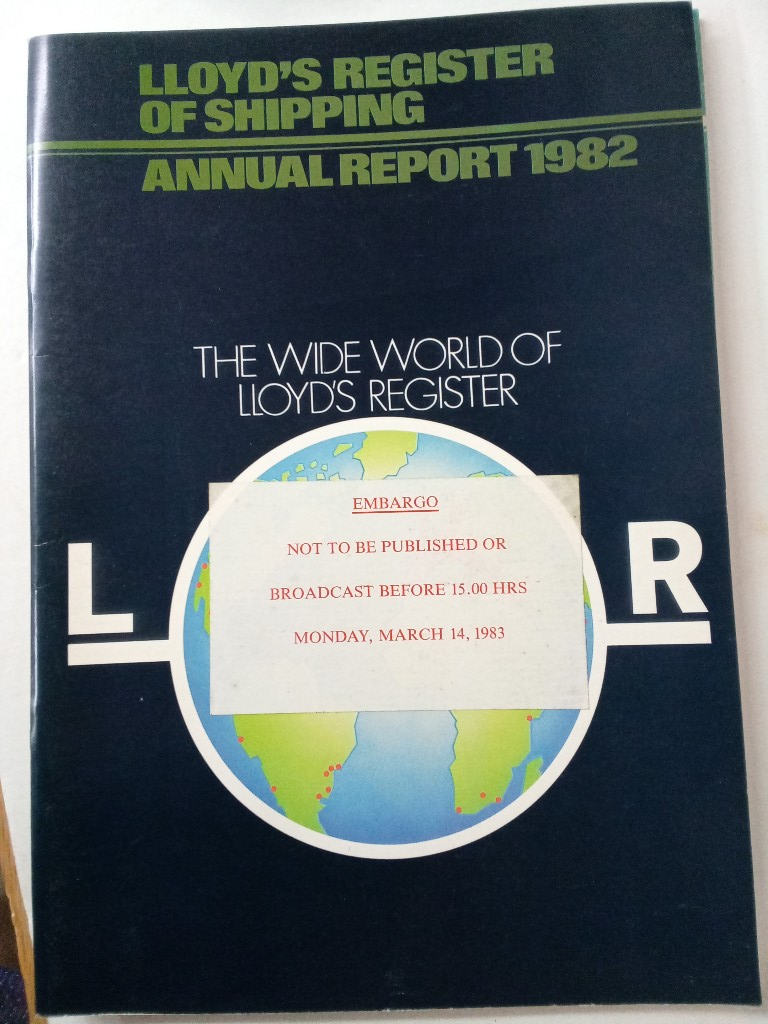 LLOYD'S REGISTER
OF SHIPPING
ANNUAL REPORT 1982
THE WIDE WORLD OF
LLOYD'S REGISTER
EMBARGO
NOT TO BE PUBLISHED OR
BROADCAST BEFORE 15.00 HRS
MONDAY, MARCH 14, 1983
L R